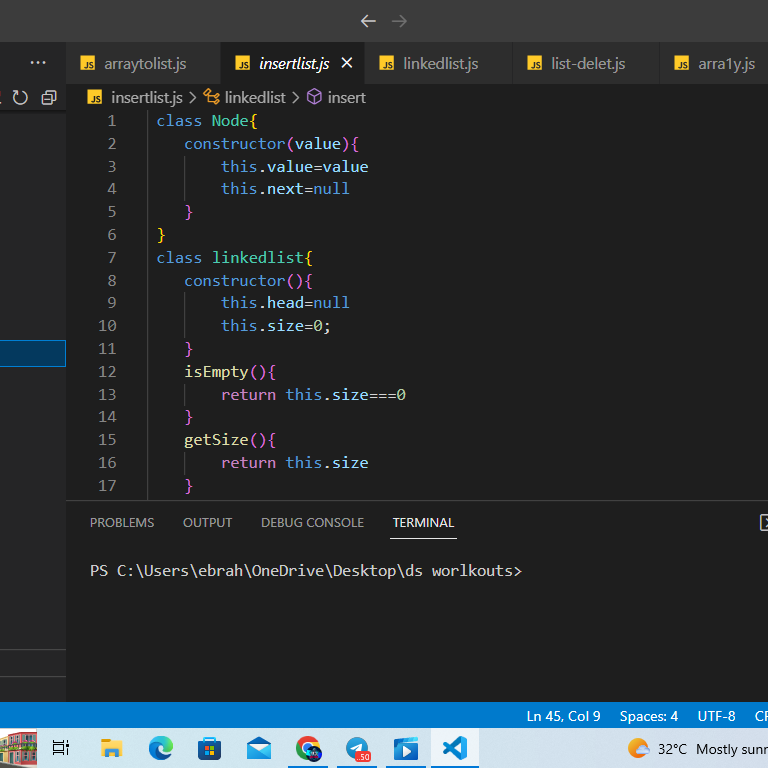 JS arraytolist.js JS insertlist.js JS linkedlist.js JS list-delet.js JS arra1y.js
JS insertlist.js > linkedlist > insert
1 class Node{
2 constructor(value){
3 this.value=value
4 this.next=null
5 }
6 }
7 class linkedlist{
8 constructor(){
9 this.head=null
10 this.size=0;
11 }
12 isEmpty(){
13 return this.size===0
14 }
15 getSize(){
16 return this.size
17 }
PROBLEMS OUTPUT DEBUG CONSOLE TERMINAL
PS C:\Users\ebrah\OneDrive\Desktop\ds worlkouts>
Ln 45, Col 9 Spaces: 4 UTF-8
.50
32°C Mostly sunn